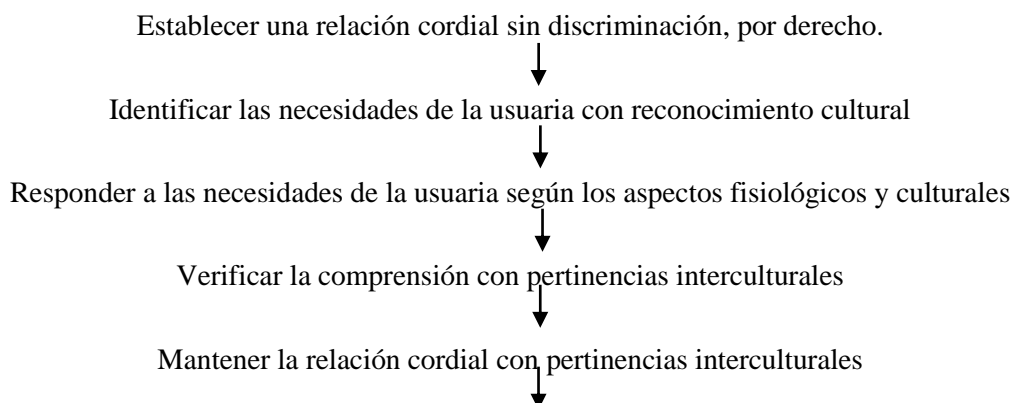 Establecer una relación cordial sin discriminación, por derecho.
Identificar las necesidades de la usuaria con reconocimiento cultural
Responder a las necesidades de la usuaria según los aspectos fisiológicos y culturales
Verificar la comprensión con pertinencias interculturales
Mantener la relación cordial con pertinencias interculturales